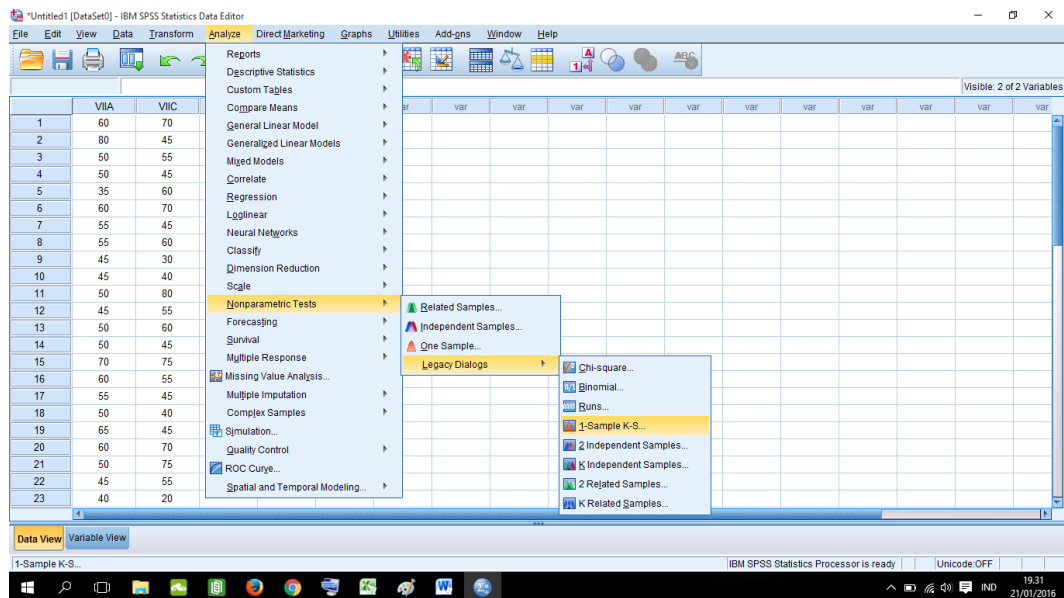 *Untitled1 [DataSet0] - IBM SPSS Statistics Data Editor
File Edit View Data Transform Analyze Direct Marketing Graphs Utilities Add-ons Window Help
Visible: 2 of 2 Variables
VIIA VIIC var var var var var var var var var
1 60 70
2 80 45
3 50 55
4 50 45
5 35 60
6 60 70
7 55 45
8 55 60
9 45 30
10 45 40
11 50 80
12 45 55
13 50 60
14 50 45
15 70 75
16 60 55
17 55 45
18 50 40
19 65 45
20 60 70
21 50 75
22 45 55
23 40 20
Reports
Descriptive Statistics
Custom Tables
Compare Means
General Linear Model
Generalized Linear Models
Mixed Models
Correlate
Regression
Loglinear
Neural Networks
Classify
Dimension Reduction
Scale
Nonparametric Tests
Forecasting
Survival
Multiple Response
Missing Value Analysis...
Multiple Imputation
Complex Samples
Simulation...
Quality Control
ROC Curve...
Spatial and Temporal Modeling...
Related Samples...
Independent Samples...
One Sample...
Legacy Dialogs
Chi-square...
Binomial...
Runs...
1-Sample K-S...
2 Independent Samples...
K Independent Samples...
2 Related Samples...
K Related Samples...
Data View Variable View
1-Sample K-S...
IBM SPSS Statistics Processor is ready
Unicode:OFF
IND
19.31
21/01/2016